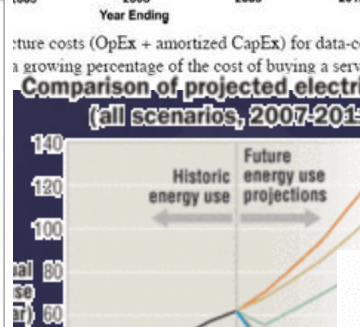 Year Ending
cture costs (OpEx + amortized CapEx) for data-c
a growing percentage of the cost of buying a serv
Comparison of projected electri
(all scenarios, 2007-201
140
Future
Historic energy use
energy use projections
120
100
80
60